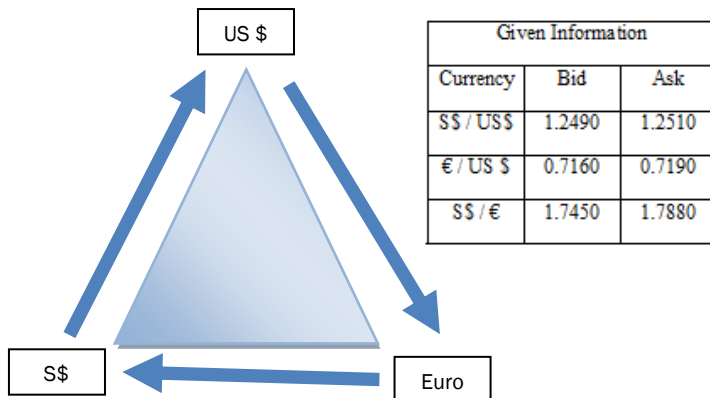 US $
Given Information
Currency Bid Ask
S$ / US$ 1.2490 1.2510
€ / US $ 0.7160 0.7190
S$ / € 1.7450 1.7880
S$
Euro